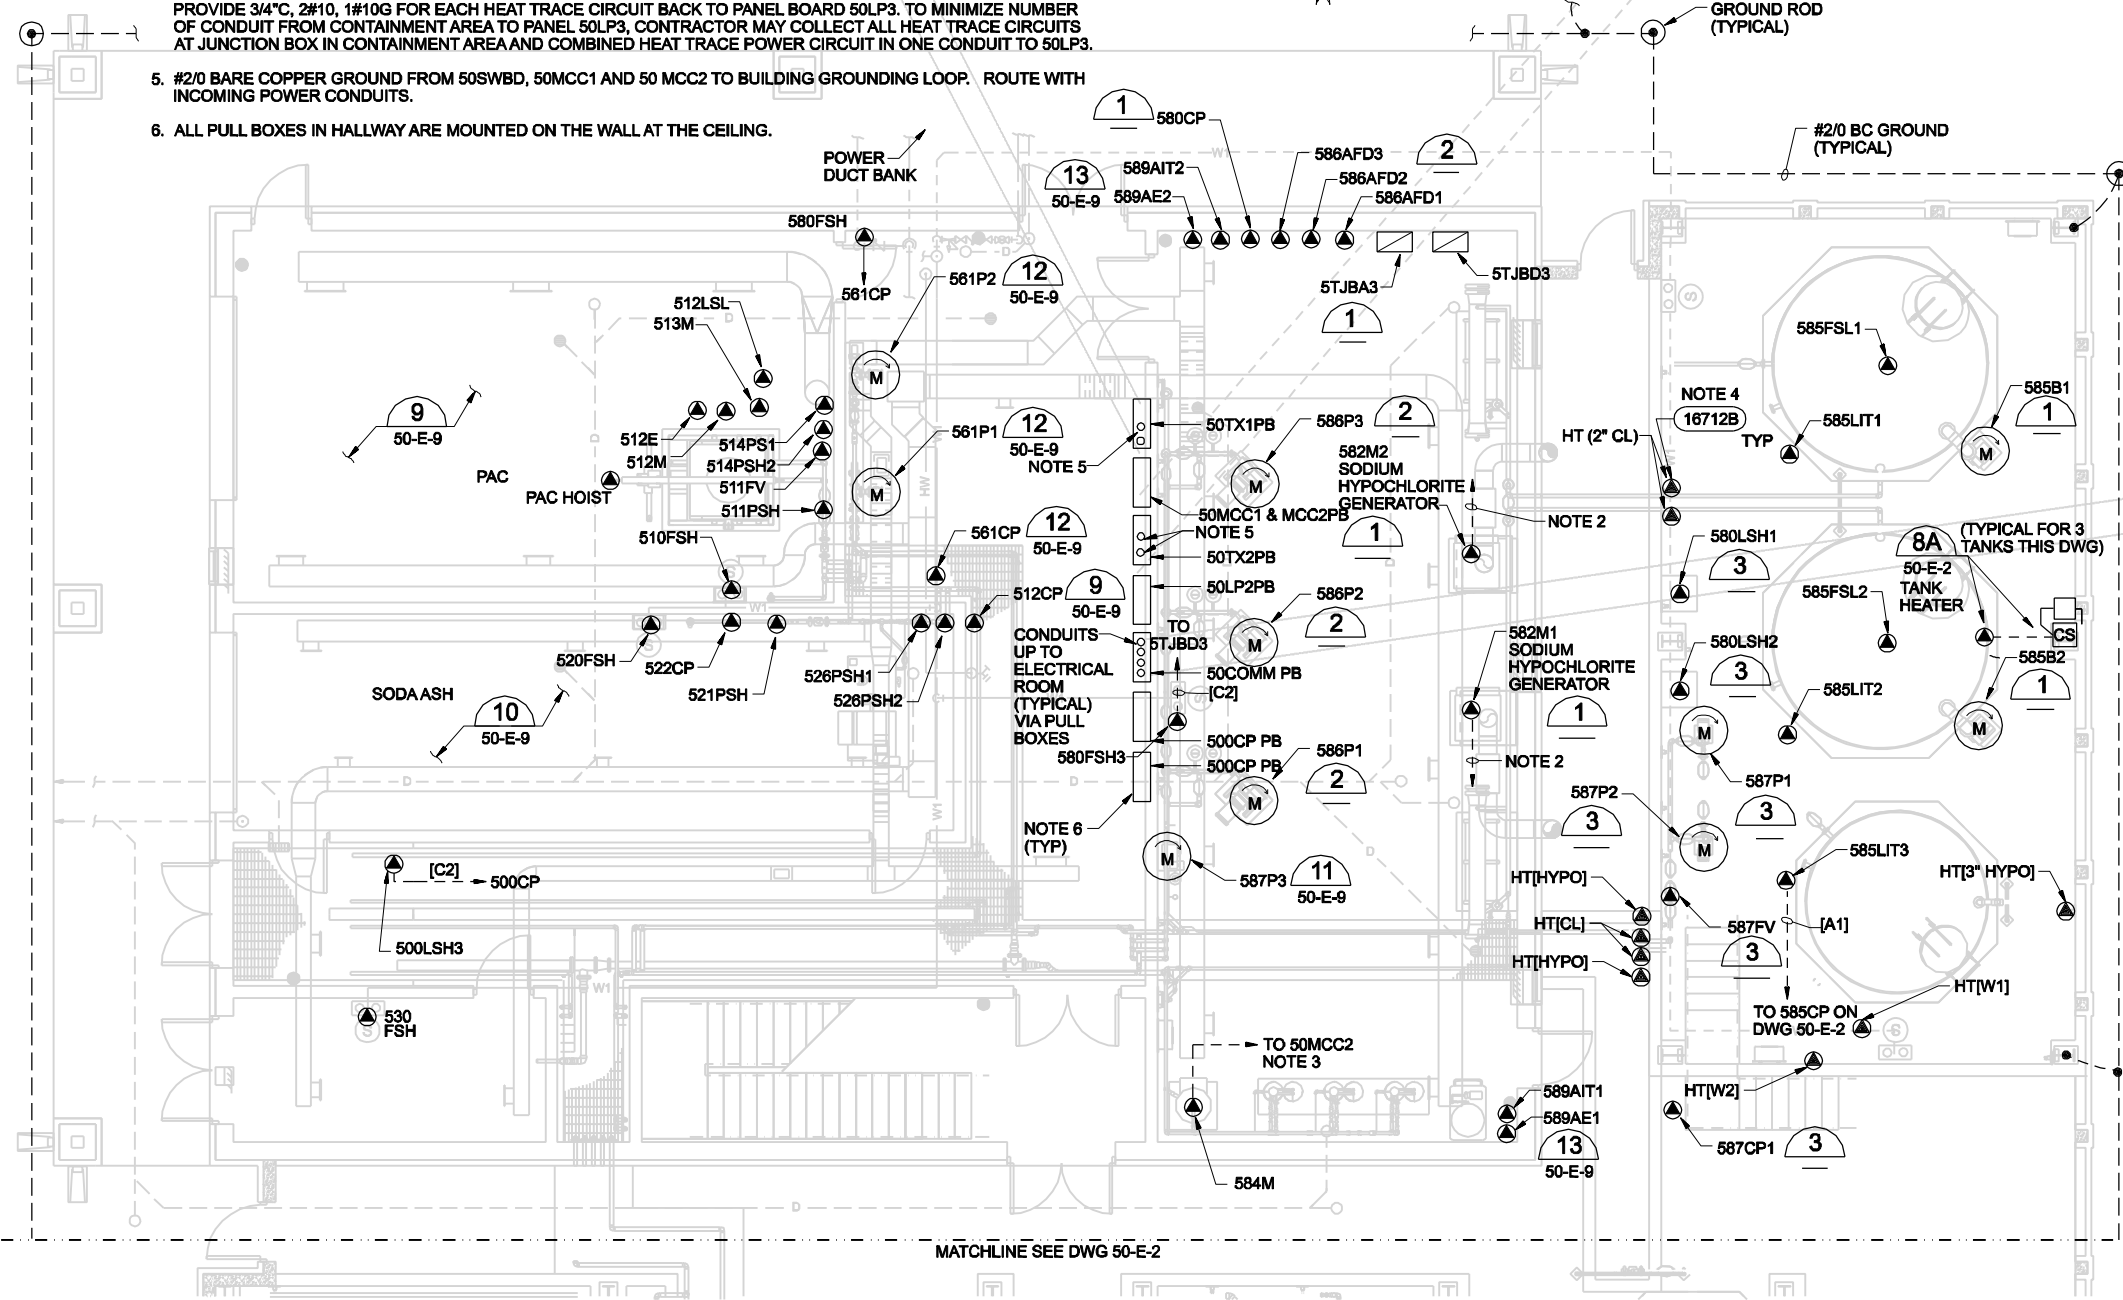 PROVIDE 3/4"C, 2#10, 1#10G FOR EACH HEAT TRACE CIRCUIT BACK TO PANEL BOARD 50LP3. TO MINIMIZE NUMBER
OF CONDUIT FROM CONTAINMENT AREA TO PANEL 50LP3, CONTRACTOR MAY COLLECT ALL HEAT TRACE CIRCUITS
AT JUNCTION BOX IN CONTAINMENT AREA AND COMBINED HEAT TRACE POWER CIRCUIT IN ONE CONDUIT TO 50LP3.
5. #2/0 BARE COPPER GROUND FROM 50SWBD, 50MCC1 AND 50 MCC2 TO BUILDING GROUNDING LOOP. ROUTE WITH
INCOMING POWER CONDUITS.
6. ALL PULL BOXES IN HALLWAY ARE MOUNTED ON THE WALL AT THE CEILING.
GROUND ROD
(TYPICAL)
#2/0 BC GROUND
(TYPICAL)
POWER
DUCT BANK
1
580CP
13
50-E-9
589AIT2
589AE2
586AFD3
586AFD2
586AFD1
2
W1
580FSH
561CP
D
561P2
12
50-E-9
5TJBA3
5TJBD3
1
S
512LSL
513M
D
585FSL1
9
50-E-9
512E
512M
514PS1
514PSH2
511FV
511PSH
M
561P1
12
50-E-9
NOTE 5
50TX1PB
586P3
2
NOTE 4
16712B
TYP
585LIT1
585B1
1
HT (2" CL)
PAC
PAC HOIST
D
M
HW
M
582M2
SODIUM
HYPOCHLORITE
GENERATOR
M
50MCC1 & MCC2PB
NOTE 5
NOTE 2
1
510FSH
561CP
12
50-E-9
50TX2PB
D
580LSH1
3
8A
50-E-2
(TYPICAL FOR 3
TANKS THIS DWG)
TANK
HEATER
S
W1
512CP
9
50-E-9
50LP2PB
586P2
2
585FSL2
CS
CONDUITS
UP TO
ELECTRICAL
ROOM
(TYPICAL)
VIA PULL
BOXES
TO
5TJBD3
M
582M1
SODIUM
HYPOCHLORITE
GENERATOR
580LSH2
3
585B2
1
S
520FSH
522CP
521PSH
526PSH1
526PSH2
50COMM PB
[C2]
585LIT2
SODA ASH
10
50-E-9
1
M
M
580FSH3
500CP PB
586P1
NOTE 2
500CP PB
2
587P1
587P2
3
3
D
D
W1
M
NOTE 6
(TYP)
M
M
D
585LIT3
[C2]
500CP
587P3
11
50-E-9
HT[HYPO]
HT[3" HYPO]
HT[CL]
587FV
[A1]
500LSH3
HT[HYPO]
3
W1
HT[W1]
530
FSH
S
TO 585CP ON
DWG 50-E-2
S
TO 50MCC2
NOTE 3
HT[W2]
589AIT1
589AE1
587CP1
3
13
50-E-9
584M
D
MATCHLINE SEE DWG 50-E-2
T
T
T